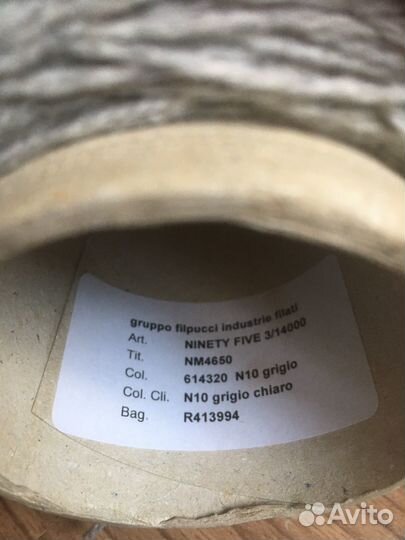 gruppo filpucci industrie filati
Art. NINETY FIVE 3/14000
Tit. NM4650
Col. 614320 N10 grigio
Col. Cli. N10 grigio chiaro
Bag. R413994
Avito